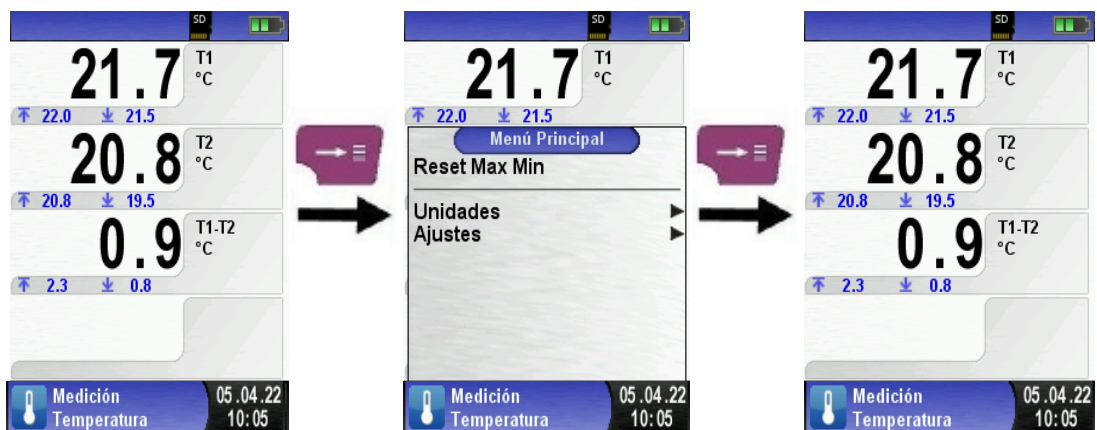 SD
21.7 T1
°C
22.0 21.5
20.8 T2
°C
20.8 19.5
0.9 T1-T2
°C
2.3 0.8
Medición
Temperatura
05.04.22
10:05
SD
21.7 T1
°C
22.0 21.5
Menú Principal
Reset Max Min
Unidades
Ajustes
Medición
Temperatura
05.04.22
10:05
SD
21.7 T1
°C
22.0 21.5
20.8 T2
°C
20.8 19.5
0.9 T1-T2
°C
2.3 0.8
Medición
Temperatura
05.04.22
10:05